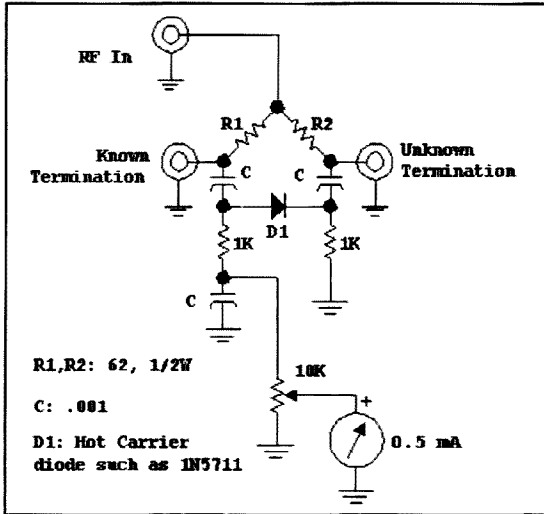 RF In
R1
R2
Known
Termination
Unknown
Termination
C
C
D1
1K
1K
C
R1,R2: 62, 1/2W
10K
C: .001
+
D1: Hot Carrier
diode such as 1N5711
0.5 mA